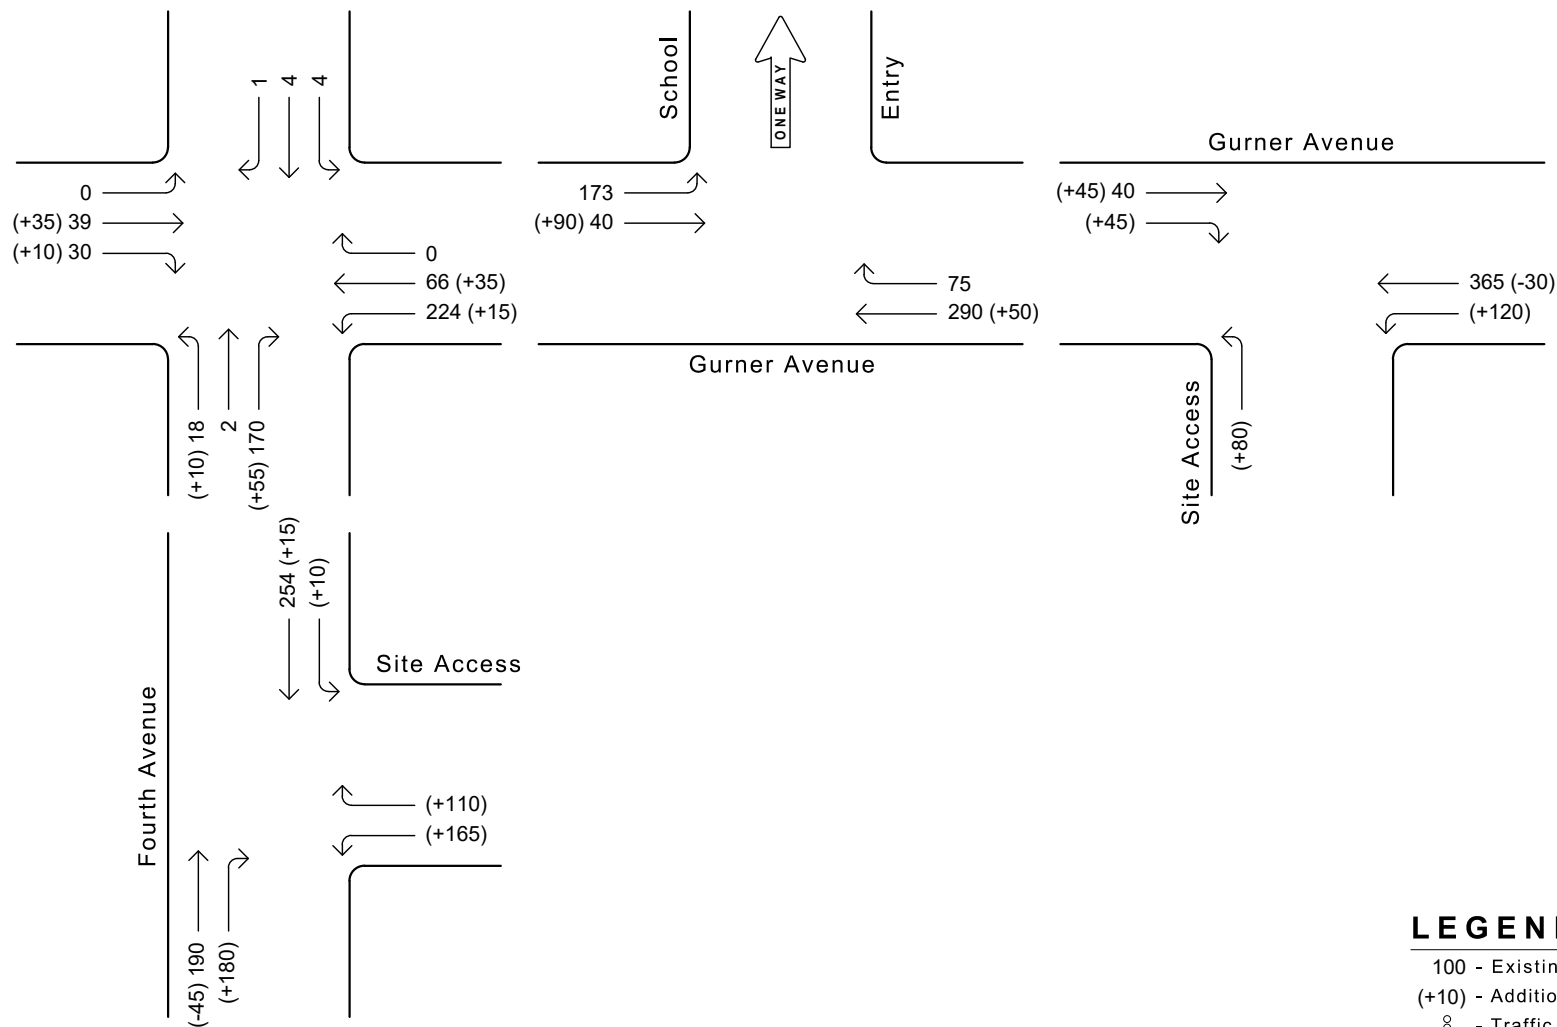 1
4
4
School
ONE WAY
Entry
Gurner Avenue
0
(+35) 39
(+10) 30
173
(+90) 40
(+45) 40
(+45)
0
66 (+35)
224 (+15)
75
290 (+50)
365 (-30)
(+120)
Gurner Avenue
(+10) 18
2
(+55) 170
Site Access
(+80)
254 (+15)
(+10)
Site Access
Fourth Avenue
(+110)
(+165)
(-45) 190
(+180)
LEGEN
100 - Existin
(+10) - Additio
- Traffic